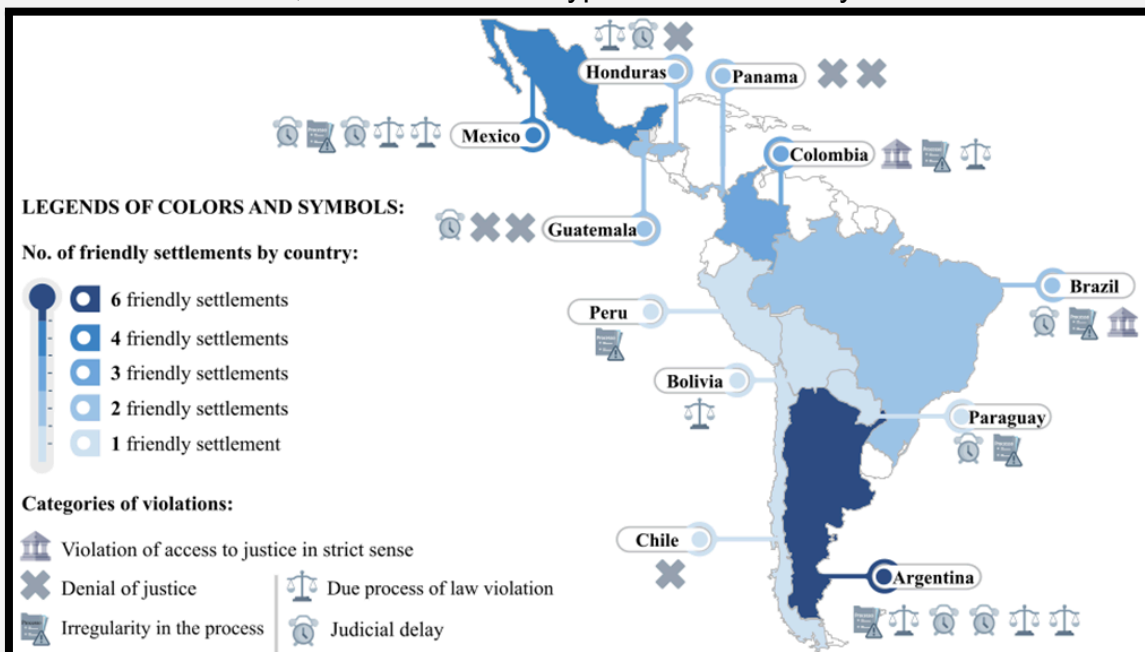 Honduras
Panama
Mexico
Colombia
LEGENDS OF COLORS AND SYMBOLS:
Guatemala
No. of friendly settlements by country:
6 friendly settlements
Brazil
Peru
4 friendly settlements
3 friendly settlements
Bolivia
2 friendly settlements
Paraguay
1 friendly settlement
Categories of violations:
Chile
Violation of access to justice in strict sense
Argentina
Denial of justice
Due process of law violation
Irregularity in the process
Judicial delay